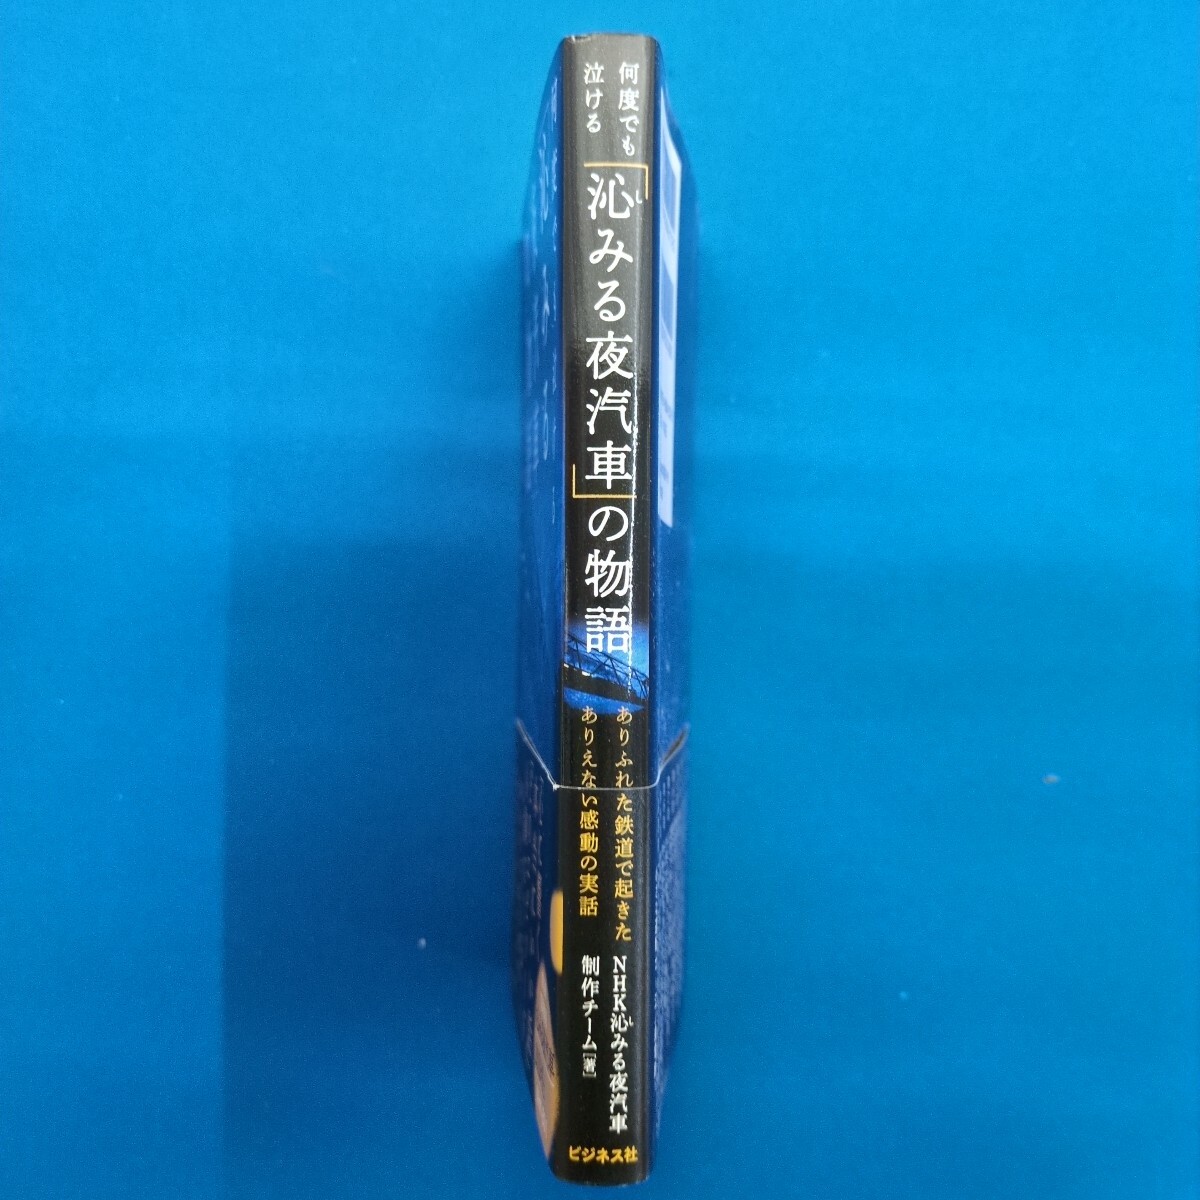 何度でも
泣ける
「沁みる夜汽車」の物語
し
ありふれた鉄道で起きた
ありえない感動の実話
NHK沁みる夜汽車
し
制作チーム[著]
ビジネス社